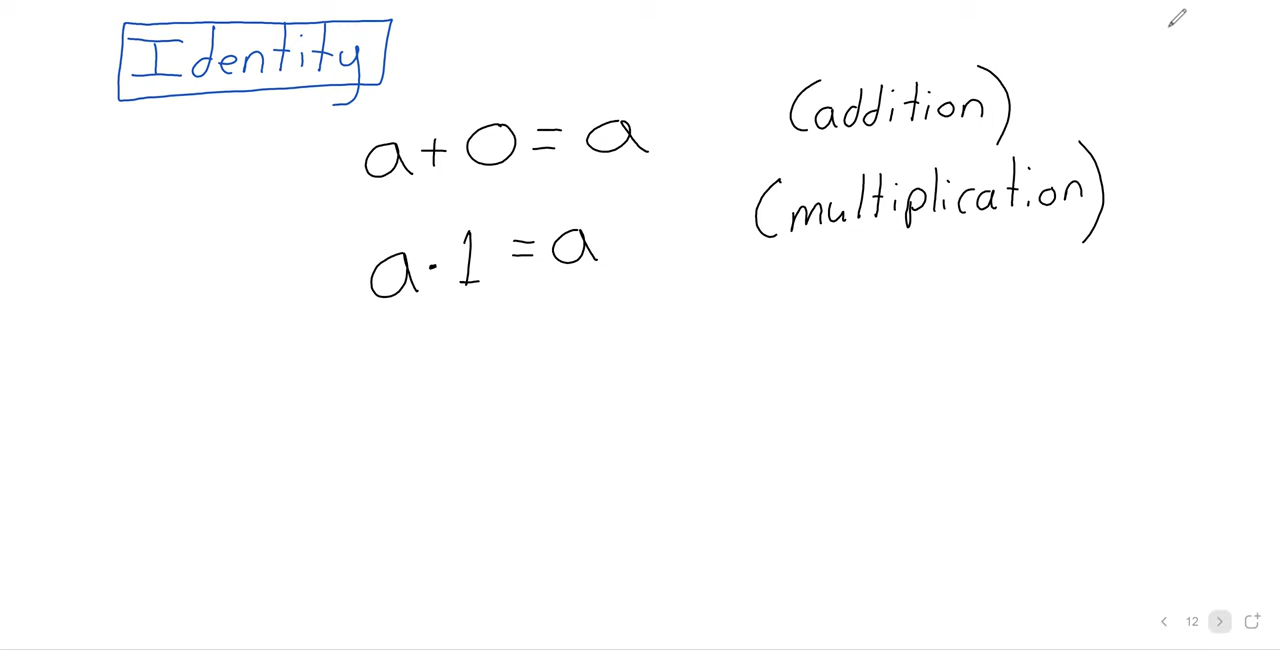 Identity
a + 0 = a (addition)
a · 1 = a (multiplication)
12